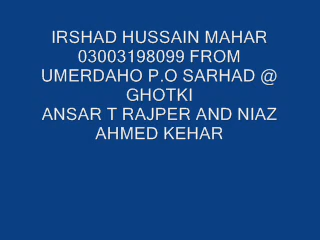 IRSHAD HUSSAIN MAHAR
03003198099 FROM
UMERDAHO P.O SARHAD @
GHOTKI
ANSAR T RAJPER AND NIAZ
AHMED KEHAR